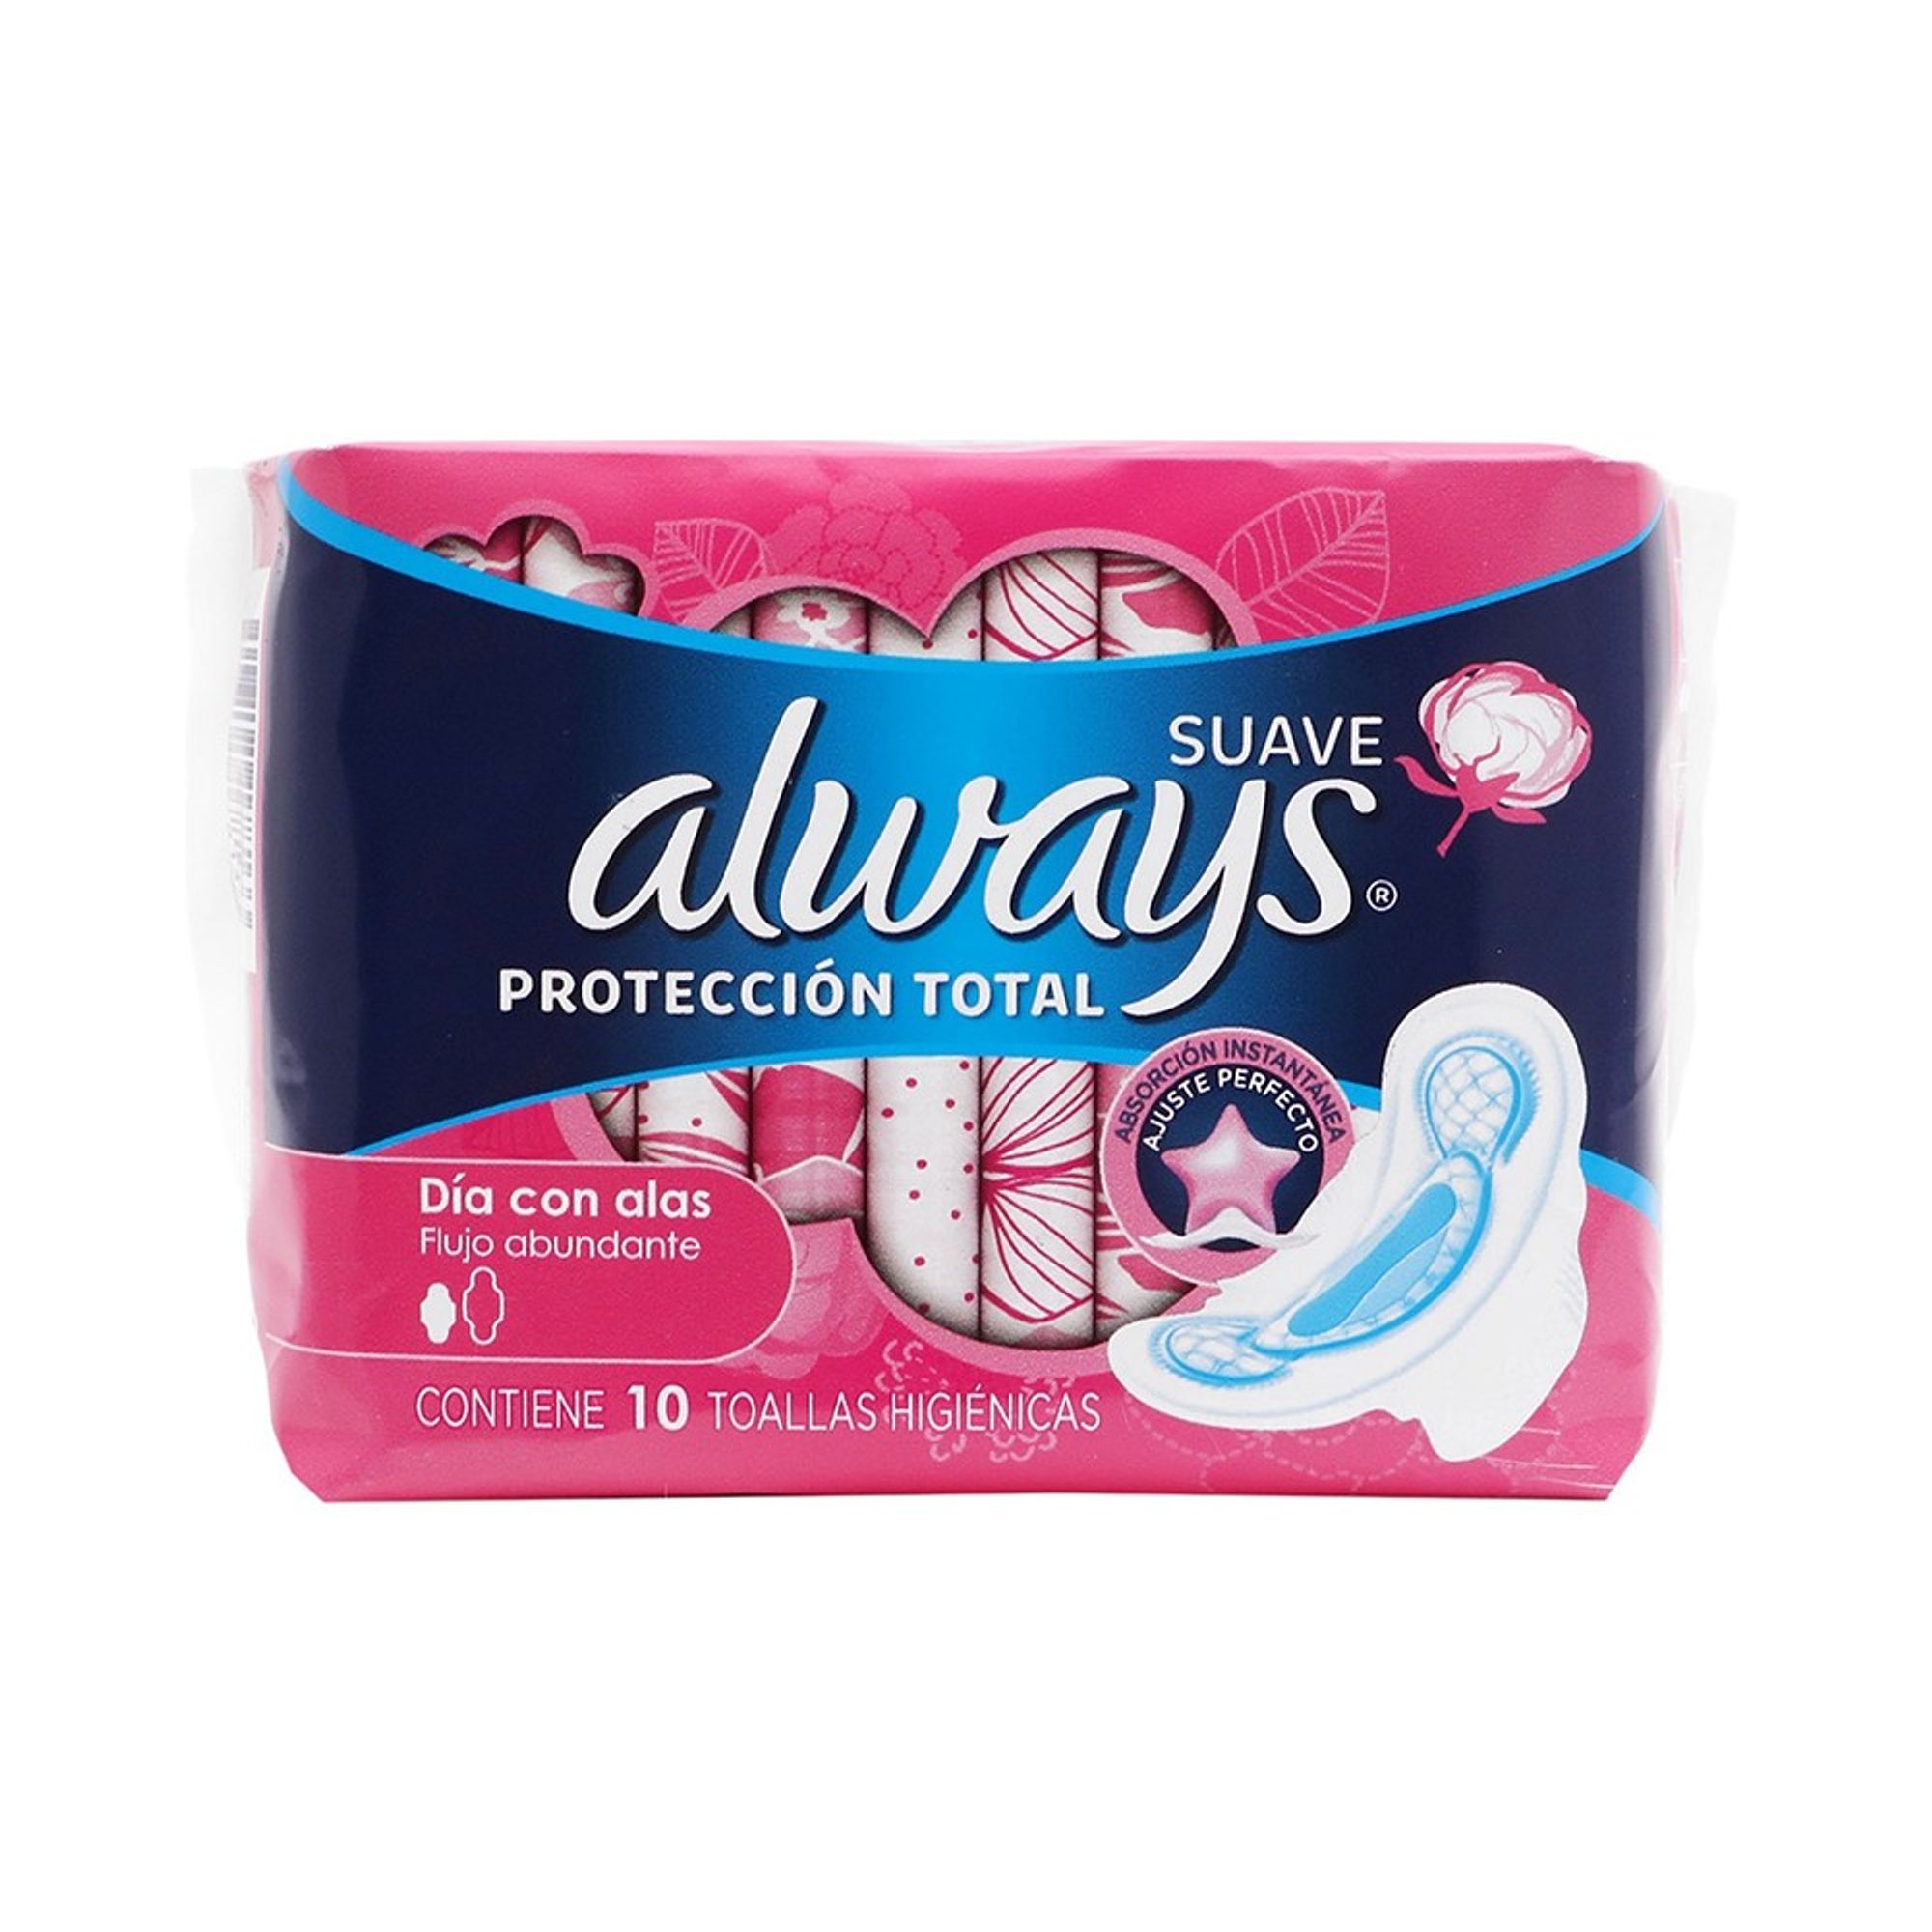 SUAVE
always®
PROTECCIÓN TOTAL
ABSORCIÓN INSTANTÁNEA
AJUSTE PERFECTO
Día con alas
Flujo abundante
CONTIENE 10 TOALLAS HIGIÉNICAS